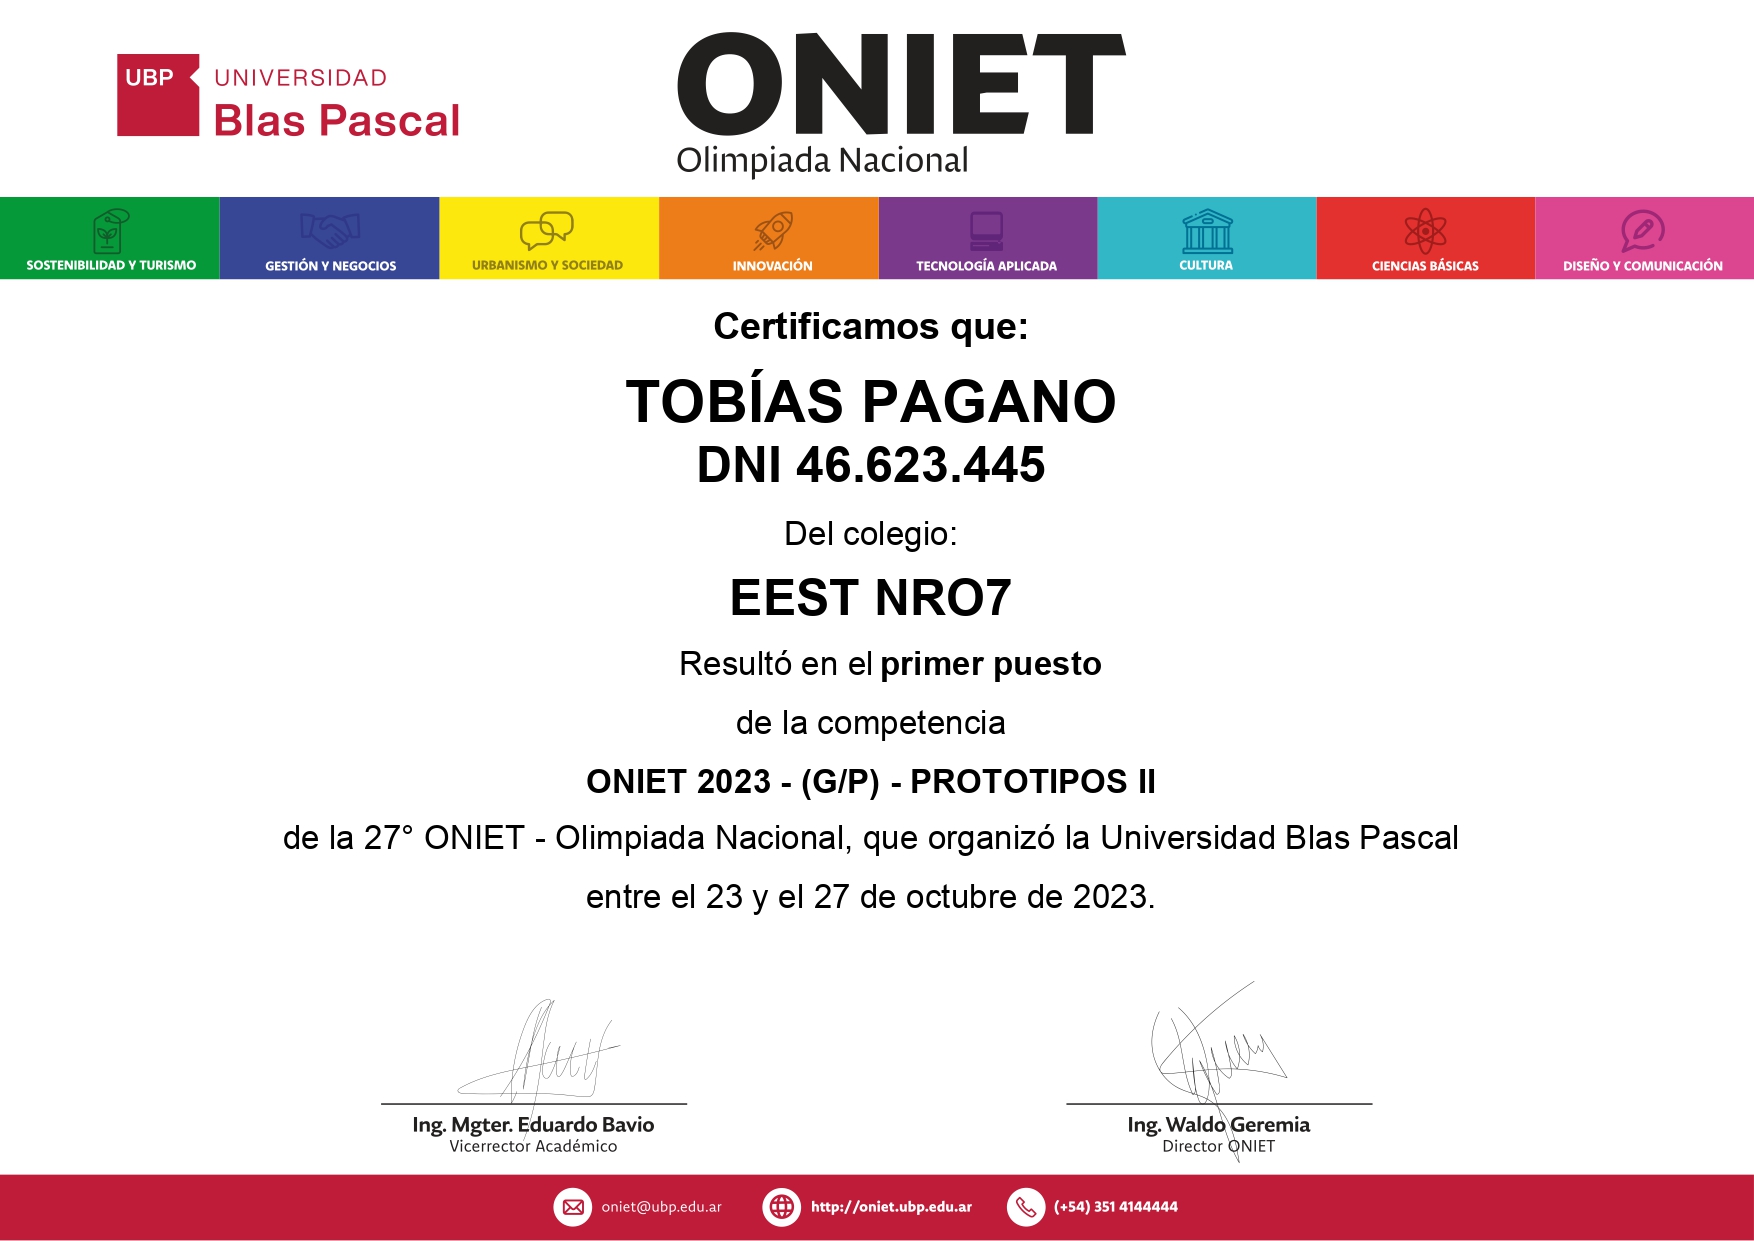 UBP
UNIVERSIDAD
Blas Pascal
ONIET
Olimpiada Nacional
SOSTENIBILIDAD Y TURISMO
GESTIÓN Y NEGOCIOS
URBANISMO Y SOCIEDAD
INNOVACIÓN
TECNOLOGÍA APLICADA
CULTURA
CIENCIAS BÁSICAS
DISEÑO Y COMUNICACIÓN
Certificamos que:
TOBÍAS PAGANO
DNI 46.623.445
Del colegio:
EEST NRO7
Resultó en el primer puesto
de la competencia
ONIET 2023 - (G/P) - PROTOTIPOS II
de la 27° ONIET - Olimpiada Nacional, que organizó la Universidad Blas Pascal
entre el 23 y el 27 de octubre de 2023.
Ing. Mgter. Eduardo Bavio
Vicerrector Académico
Ing. Waldo Geremia
Director ONIET
oniet@ubp.edu.ar
http://oniet.ubp.edu.ar
(+54) 351 4144444